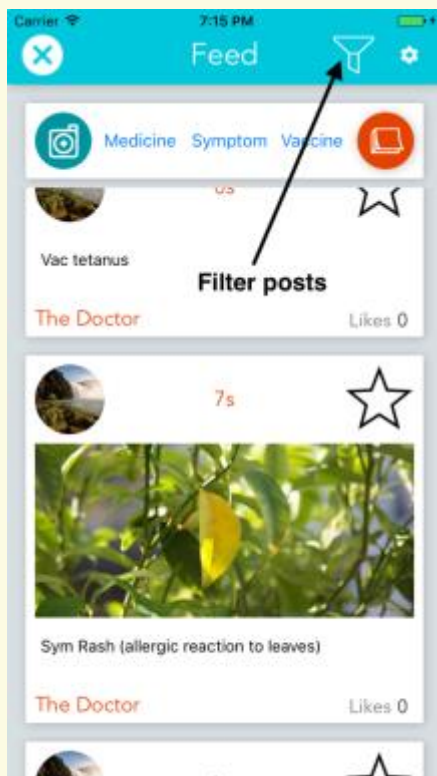 Carrier 7:15 PM
Feed
Medicine Symptom Vaccine
Vac tetanus
Filter posts
The Doctor Likes 0
7s
Sym Rash (allergic reaction to leaves)
The Doctor Likes 0